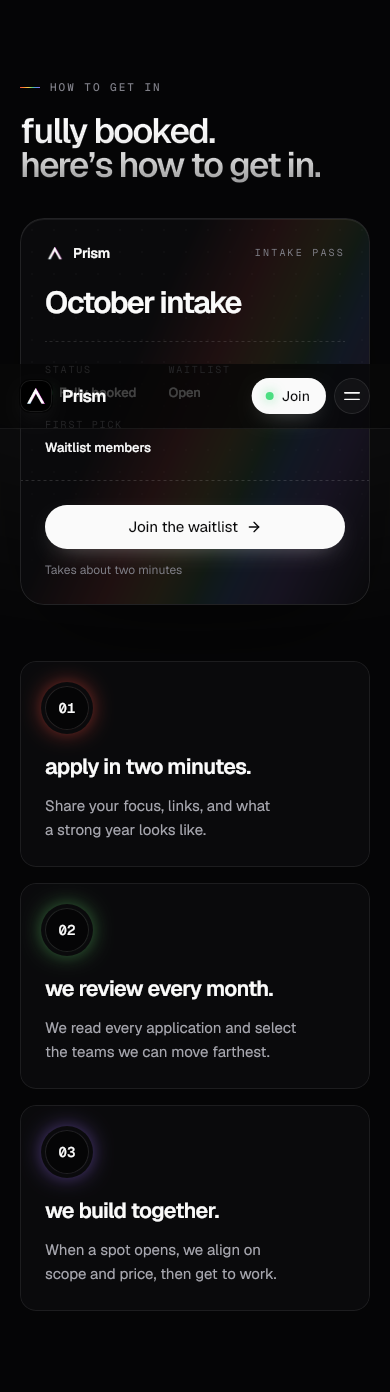 HOW TO GET IN
fully booked.
here's how to get in.
Prism
INTAKE PASS
October intake
STATUS
WAITLIST
Fully booked
Open
Prism
Join
FIRST PICK
Waitlist members
Join the waitlist →
Takes about two minutes
01
apply in two minutes.
Share your focus, links, and what
a strong year looks like.
02
we review every month.
We read every application and select
the teams we can move farthest.
03
we build together.
When a spot opens, we align on
scope and price, then get to work.